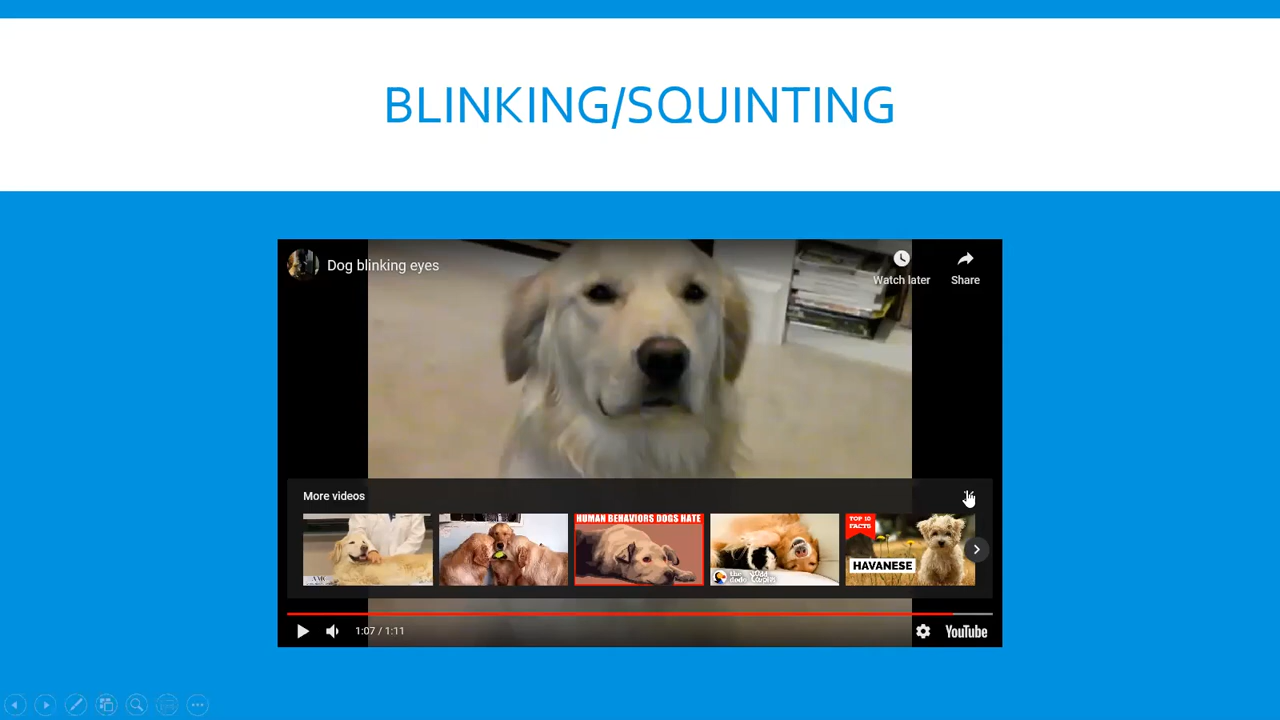 BLINKING/SQUINTING
Dog blinking eyes
Watch later
Share
More videos
HUMAN BEHAVIORS DOGS HATE
TOP 10
FACTS
HAVANESE
1:07 / 1:11
YouTube